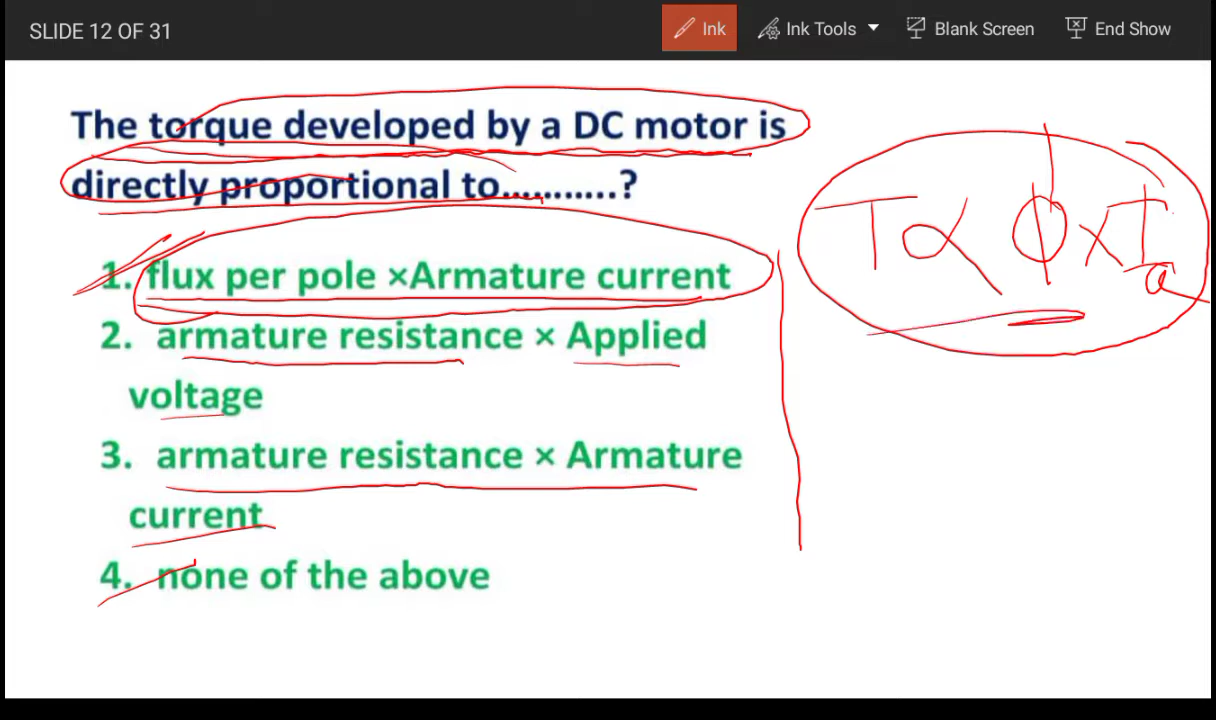 SLIDE 12 OF 31
Ink
Ink Tools
Blank Screen
End Show
The torque developed by a DC motor is
directly proportional to...........?
1. flux per pole ×Armature current
2. armature resistance × Applied
voltage
3. armature resistance × Armature
current
4. none of the above
T ∝ ϕ × Ia